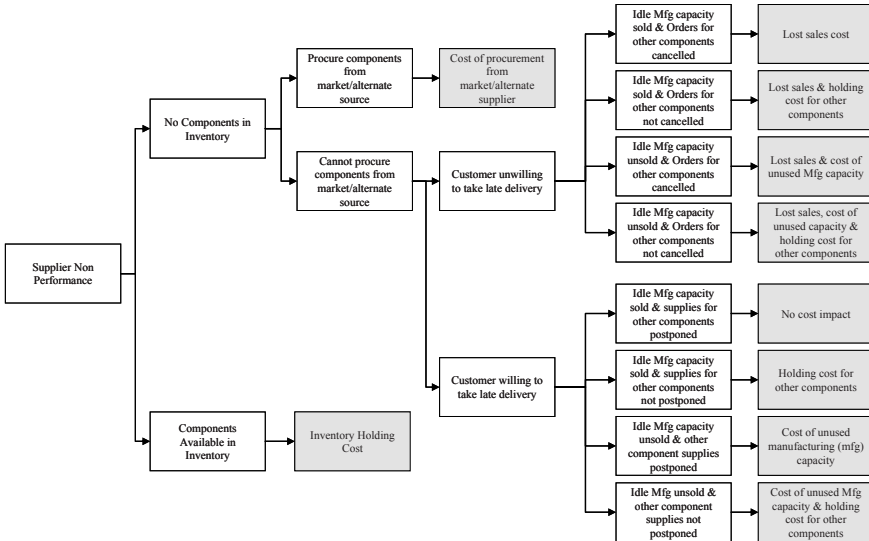 Supplier Non
Performance
No Components in
Inventory
Components
Available in
Inventory
Procure components
from
market/alternate
source
Cannot procure
components from
market/alternate
source
Inventory Holding
Cost
Cost of procurement
from
market/alternate
supplier
Customer unwilling
to take late delivery
Customer willing to
take late delivery
Idle Mfg capacity
sold & Orders for
other components
cancelled
Lost sales cost
Idle Mfg capacity
sold & Orders for
other components
not cancelled
Lost sales & holding
cost for other
components
Idle Mfg capacity
unsold & Orders for
other components
cancelled
Lost sales & cost of
unused Mfg capacity
Idle Mfg capacity
unsold & Orders for
other components
not cancelled
Lost sales, cost of
unused capacity &
holding cost for
other components
Idle Mfg capacity
sold & supplies for
other components
postponed
No cost impact
Idle Mfg capacity
sold & supplies for
other components
not postponed
Holding cost for
other components
Idle Mfg capacity
unsold & other
component supplies
postponed
Cost of unused
manufacturing (mfg)
capacity
Idle Mfg unsold &
other component
supplies not
postponed
Cost of unused Mfg
capacity & holding
cost for other
components